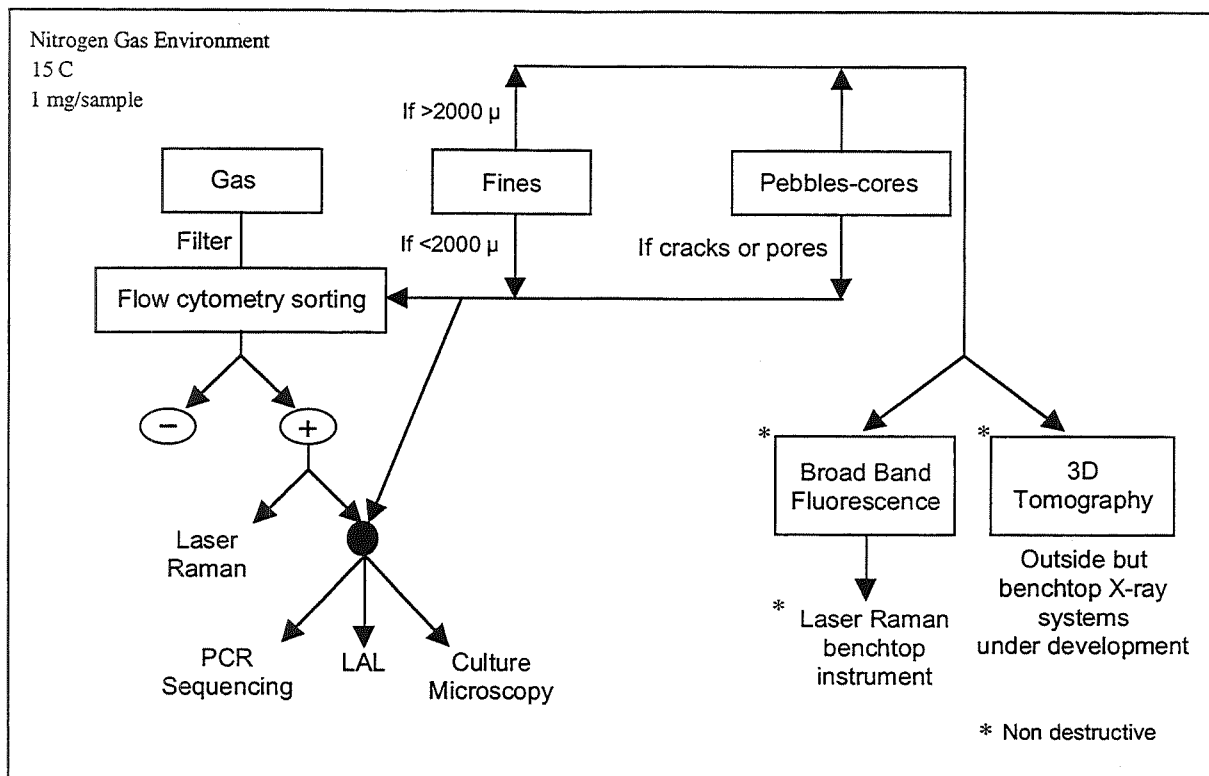 Nitrogen Gas Environment
15 C
1 mg/sample
If >2000 µ
Gas
Fines
Pebbles-cores
Filter
If <2000 µ
If cracks or pores
Flow cytometry sorting
−
+
*
Broad Band
Fluorescence
*
3D
Tomography
Laser
Raman
Outside but
benchtop X-ray
systems
under development
* Laser Raman
benchtop
instrument
PCR
Sequencing
LAL
Culture
Microscopy
* Non destructive